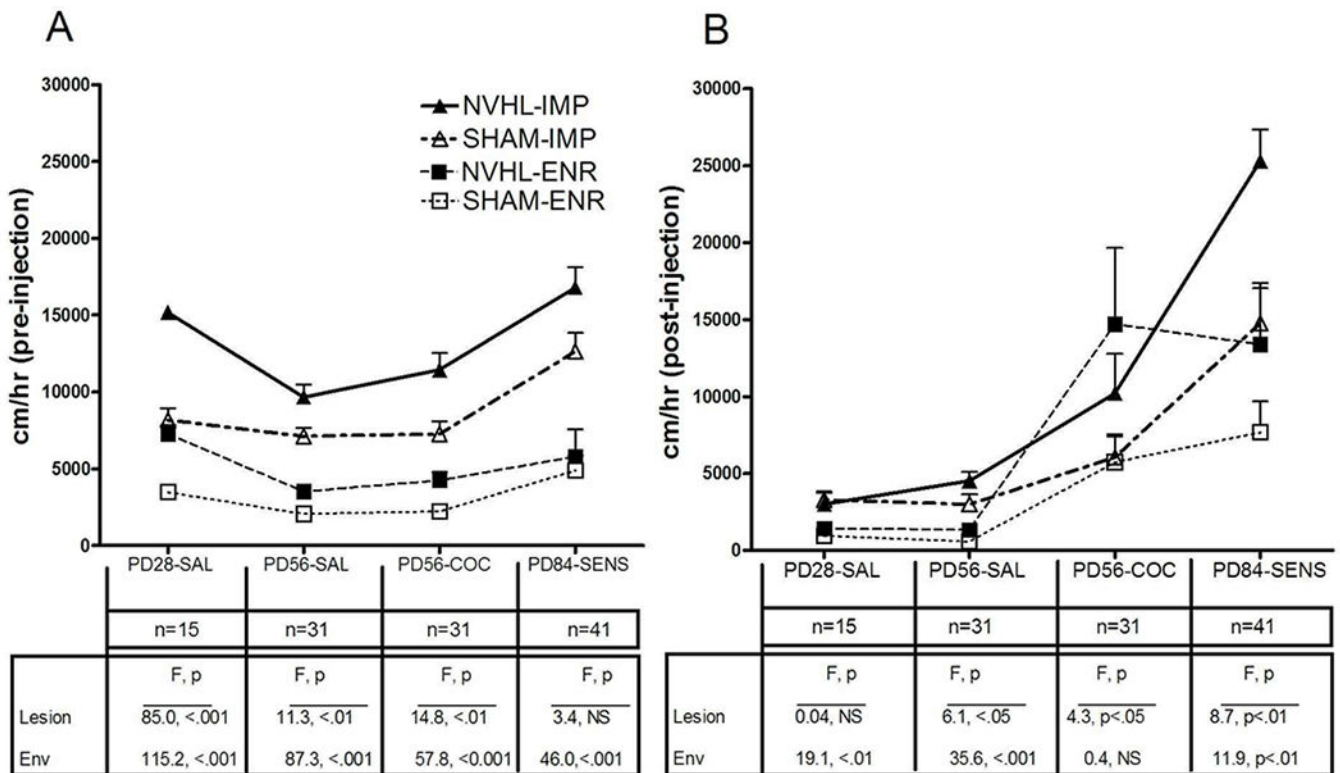 A
30000
25000
20000
15000
10000
5000
0
cm/hr (pre-injection)
NVHL-IMP
SHAM-IMP
NVHL-ENR
SHAM-ENR
PD28-SAL PD56-SAL PD56-COC PD84-SENS
n=15 n=31 n=31 n=41
F, p F, p F, p F, p
Lesion 85.0, <.001 11.3, <.01 14.8, <.01 3.4, NS
Env 115.2, <.001 87.3, <.001 57.8, <0.001 46.0,<.001
B
30000
25000
20000
15000
10000
5000
0
cm/hr (post-injection)
PD28-SAL PD56-SAL PD56-COC PD84-SENS
n=15 n=31 n=31 n=41
F, p F, p F, p F, p
Lesion 0.04, NS 6.1, <.05 4.3, p<.05 8.7, p<.01
Env 19.1, <.01 35.6, <.001 0.4, NS 11.9, p<.01